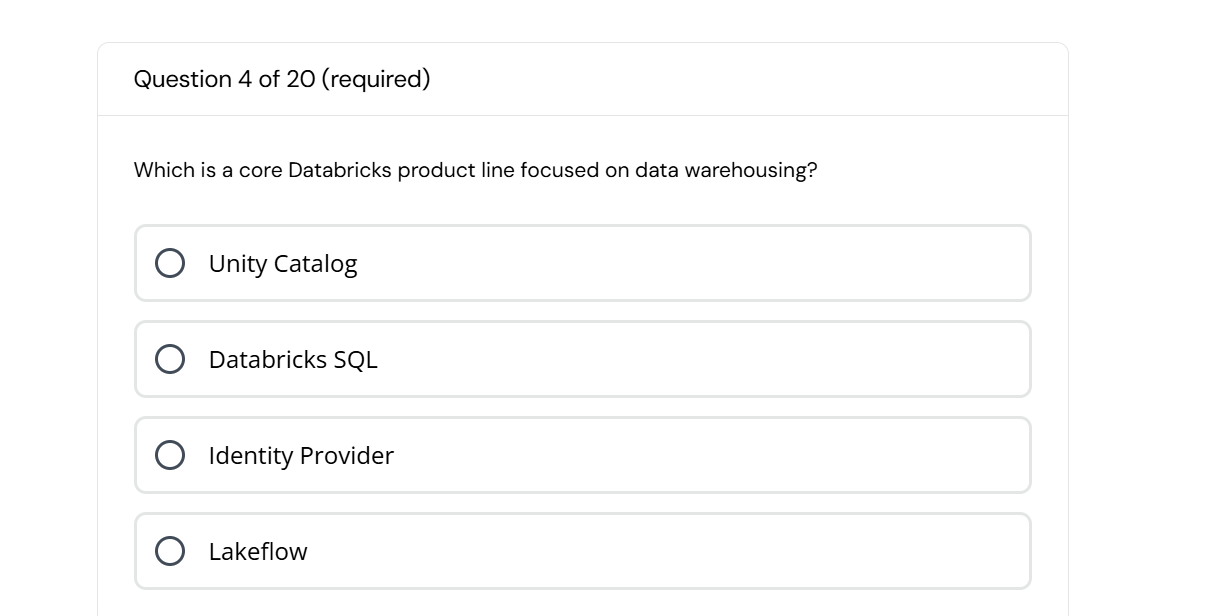 Question 4 of 20 (required)
Which is a core Databricks product line focused on data warehousing?
Unity Catalog
Databricks SQL
Identity Provider
Lakeflow